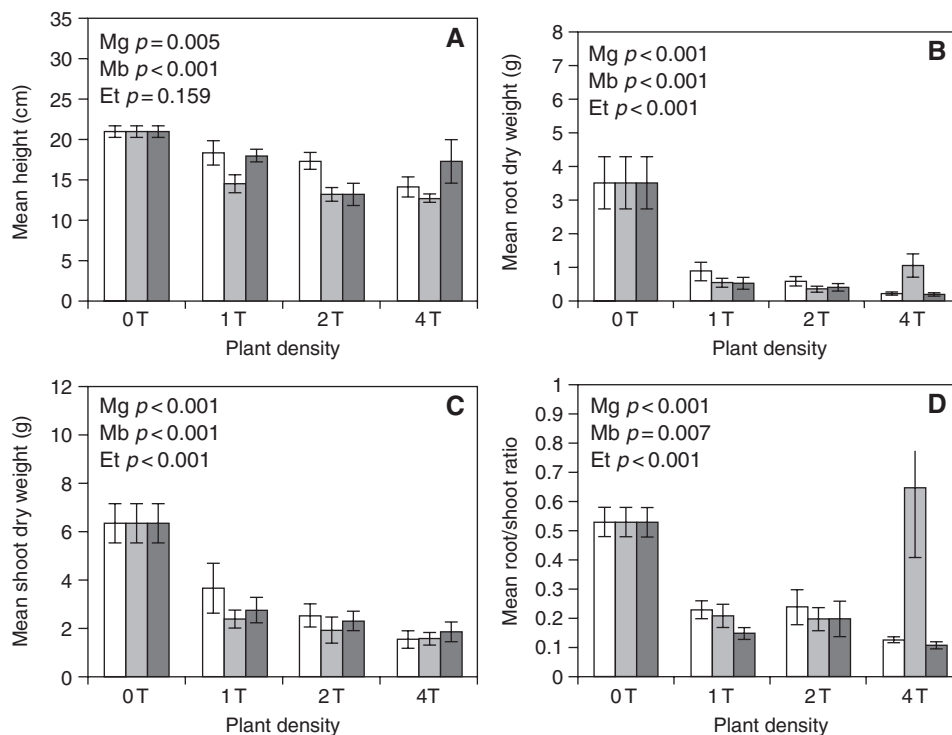 A
Mg p = 0.005
Mb p < 0.001
Et p = 0.159
Mean height (cm)
35
30
25
20
15
10
5
0
0 T 1 T 2 T 4 T
Plant density
B
Mg p < 0.001
Mb p < 0.001
Et p < 0.001
Mean root dry weight (g)
8
7
6
5
4
3
2
1
0
0 T 1 T 2 T 4 T
Plant density
C
Mg p < 0.001
Mb p < 0.001
Et p < 0.001
Mean shoot dry weight (g)
12
10
8
6
4
2
0
0 T 1 T 2 T 4 T
Plant density
D
Mg p < 0.001
Mb p = 0.007
Et p < 0.001
Mean root/shoot ratio
1
0.9
0.8
0.7
0.6
0.5
0.4
0.3
0.2
0.1
0
0 T 1 T 2 T 4 T
Plant density